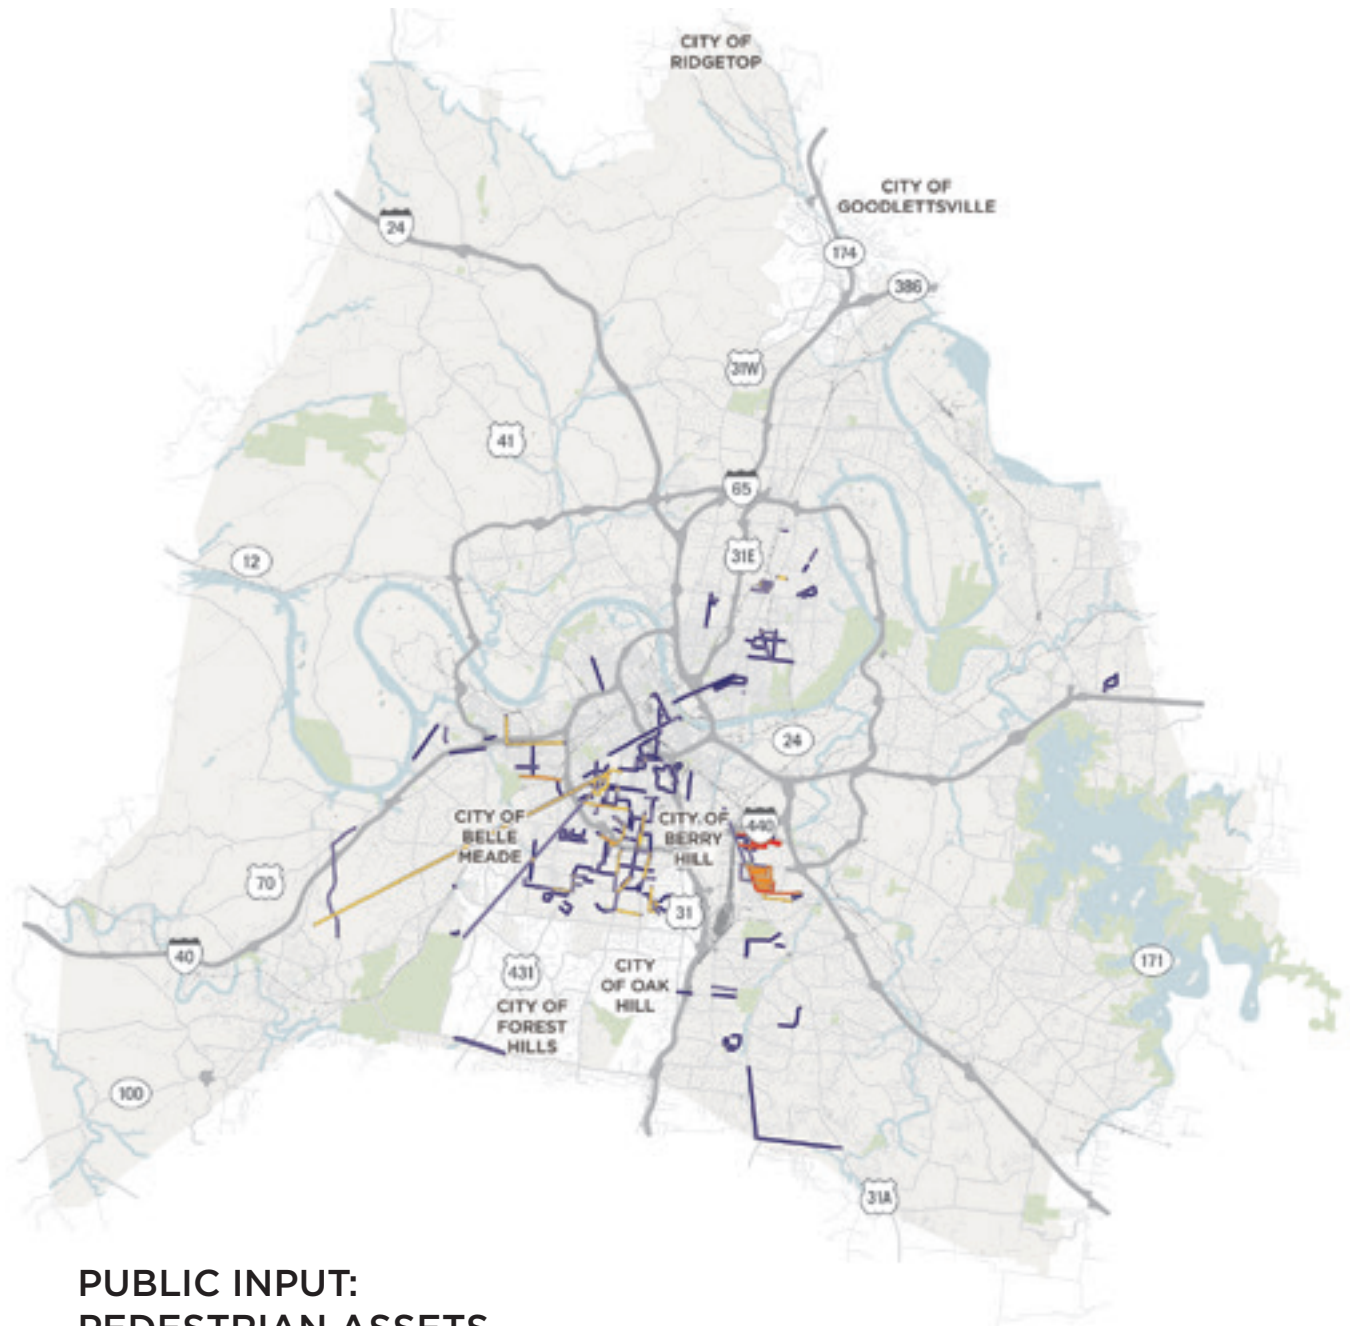 CITY OF
RIDGETOP
CITY OF
GOODLETTSVILLE
24
174
386
31W
41
65
12
31E
24
CITY OF
BELLE
MEADE
CITY OF
BERRY
HILL
440
70
31
40
431
CITY
OF OAK
HILL
171
CITY OF
FOREST
HILLS
100
31A
PUBLIC INPUT:
PEDESTRIAN ASSETS